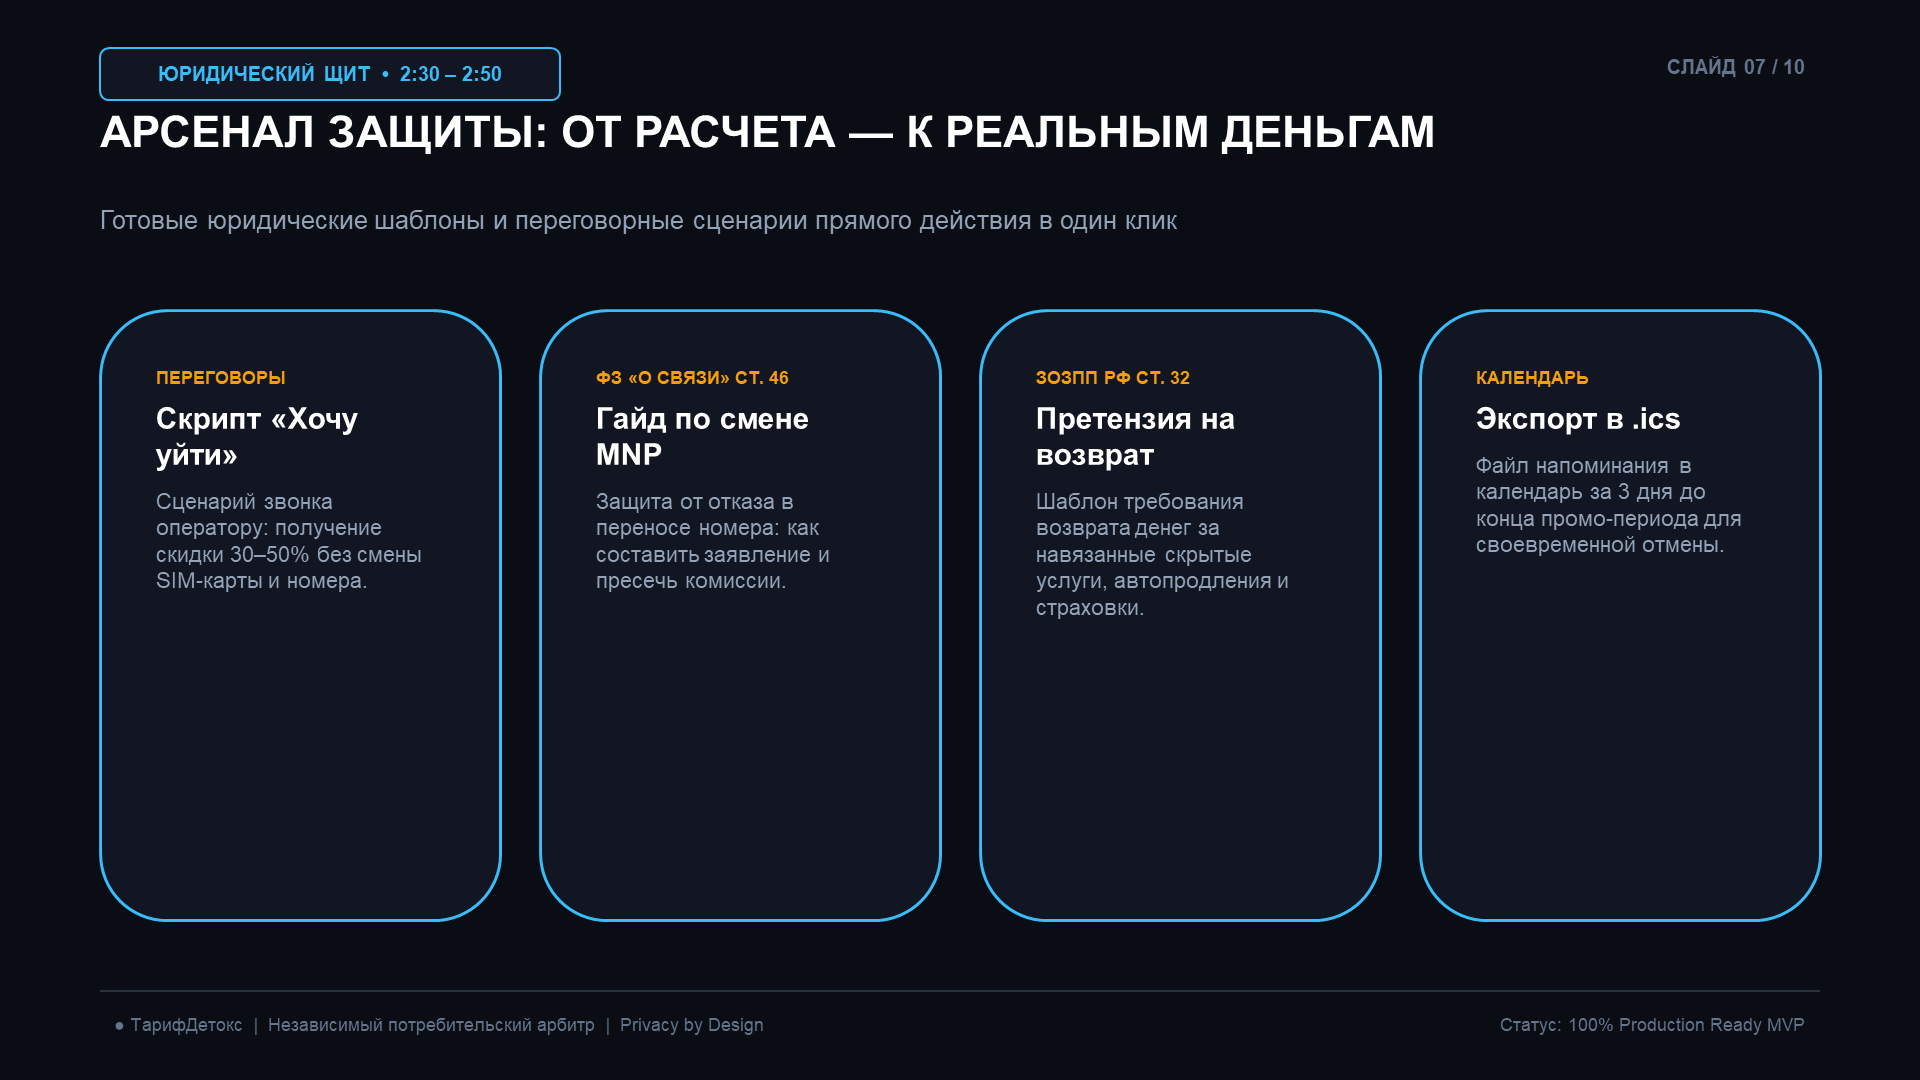 ЮРИДИЧЕСКИЙ ЩИТ • 2:30 – 2:50
СЛАЙД 07 / 10
АРСЕНАЛ ЗАЩИТЫ: ОТ РАСЧЕТА — К РЕАЛЬНЫМ ДЕНЬГАМ
Готовые юридические шаблоны и переговорные сценарии прямого действия в один клик
ПЕРЕГОВОРЫ
Скрипт «Хочу
уйти»
Сценарий звонка
оператору: получение
скидки 30–50% без смены
SIM-карты и номера.
ФЗ «О СВЯЗИ» СТ. 46
Гайд по смене
MNP
Защита от отказа в
переносе номера: как
составить заявление и
пресечь комиссии.
ЗОЗПП РФ СТ. 32
Претензия на
возврат
Шаблон требования
возврата денег за
навязанные скрытые
услуги, автопродления и
страховки.
КАЛЕНДАРЬ
Экспорт в .ics
Файл напоминания в
календарь за 3 дня до
конца промо-периода для
своевременной отмены.
● ТарифДетокс | Независимый потребительский арбитр | Privacy by Design
Статус: 100% Production Ready MVP